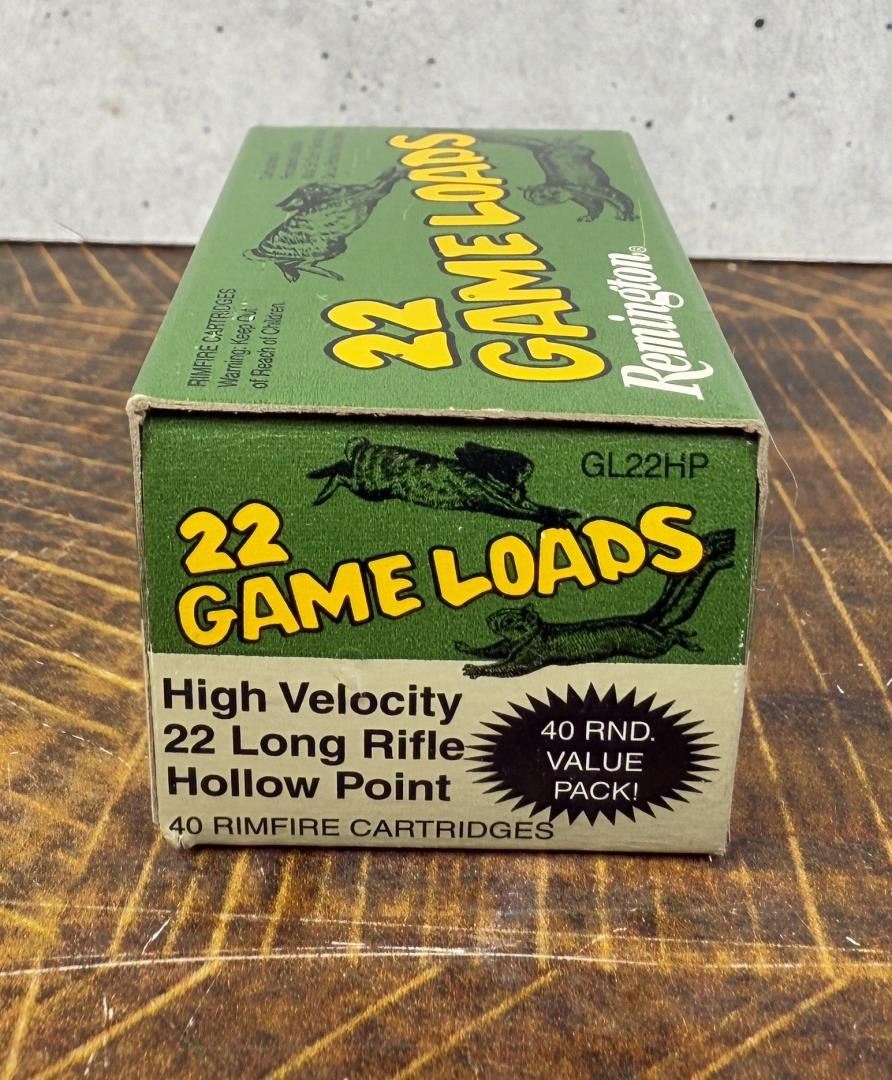 RIMFIRE CARTRIDGES
Warning: Keep Out
of Reach of Children.
22
GAME LOADS
Remington®
GL22HP
22
GAME LOADS
High Velocity
22 Long Rifle
Hollow Point
40 RND.
VALUE
PACK!
40 RIMFIRE CARTRIDGES